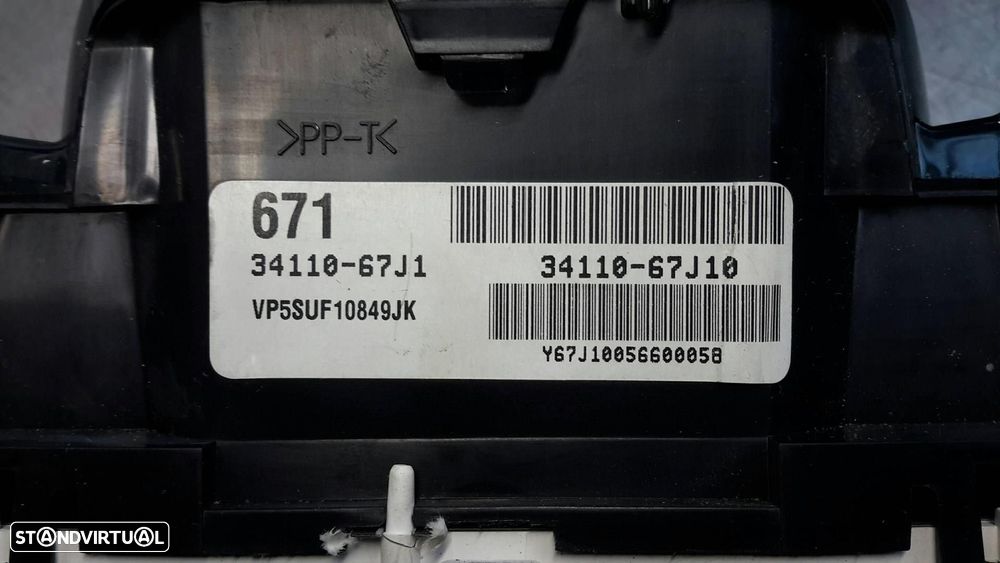 >PP-T<
671
34110-67J1
34110-67J10
VP5SUF10849JK
Y67J10056600058
STANDVIRTUAL